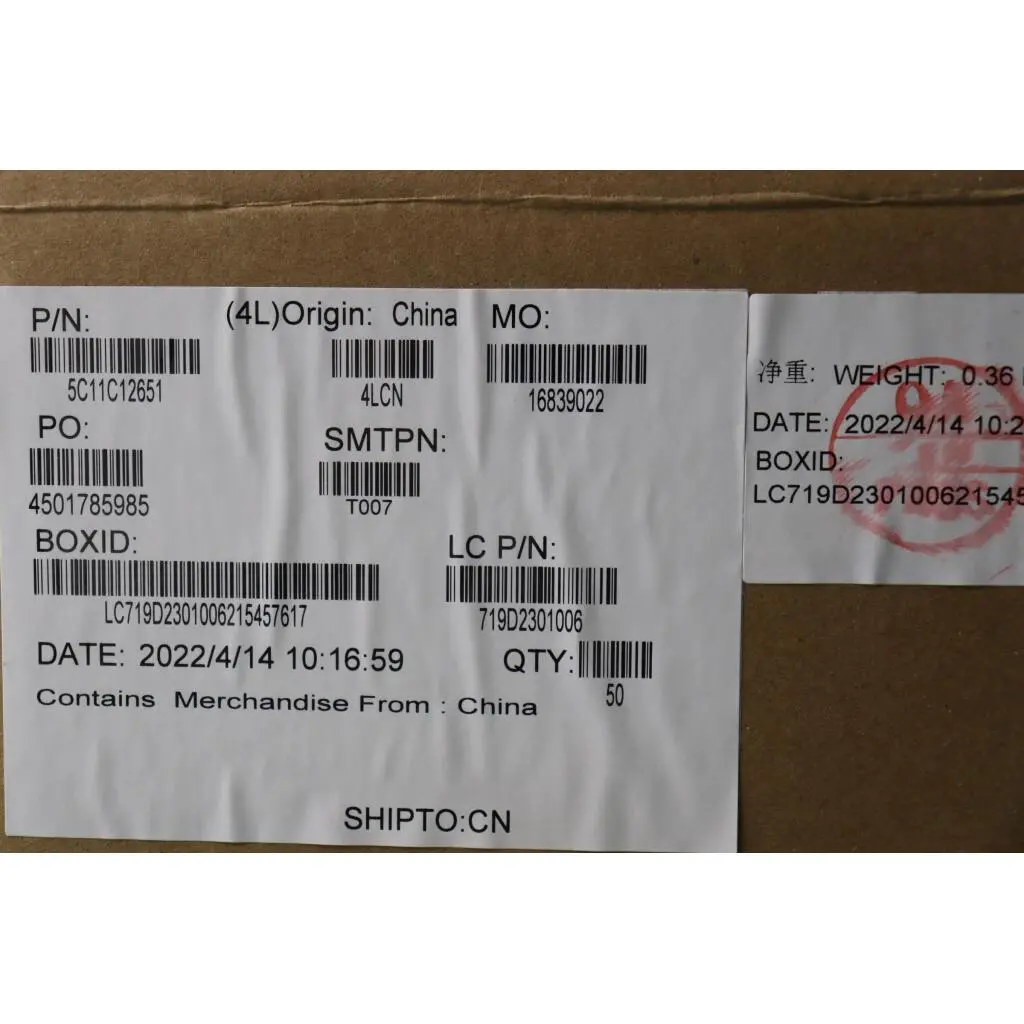 P/N:
(4L)Origin: China
MO:
5C11C12651
4LCN
16839022
PO:
SMTPN:
4501785985
T007
BOXID:
LC P/N:
LC719D2301006215457617
719D2301006
DATE: 2022/4/14 10:16:59
QTY:
50
Contains Merchandise From : China
SHIPTO:CN
净重: WEIGHT: 0.36
DATE: 2022/4/14 10:2
BOXID:
LC719D230100621545